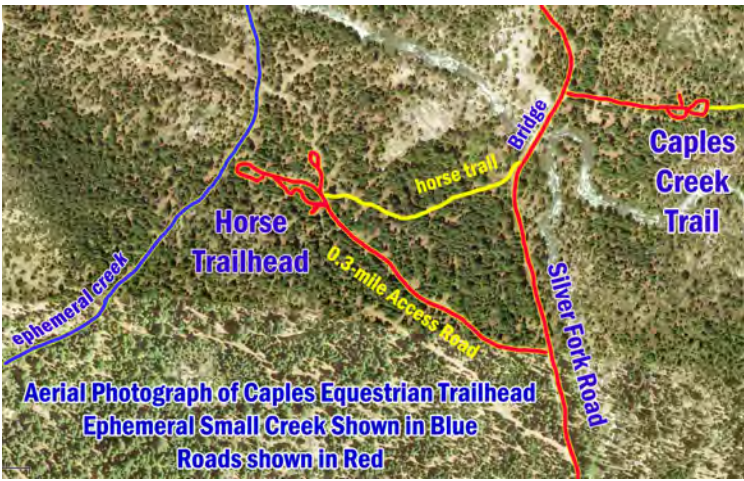 Bridge
horse trail
Caples
Creek
Trail
Horse
Trailhead
ephemeral creek
0.3-mile Access Road
Silver Fork Road
Aerial Photograph of Caples Equestrian Trailhead
Ephemeral Small Creek Shown in Blue
Roads shown in Red